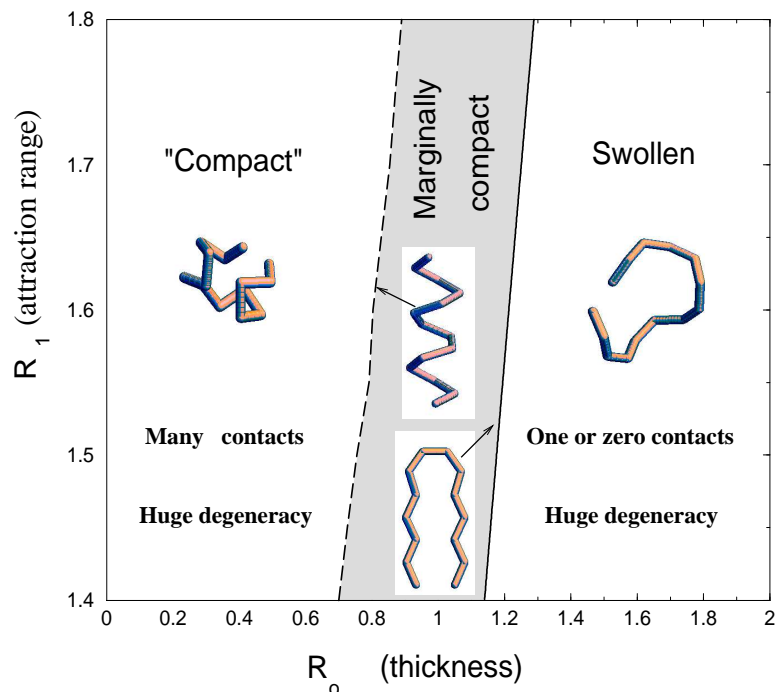 1.8
1.7
1.6
1.5
1.4
R1 (attraction range)
"Compact"
Marginally
compact
Swollen
Many contacts
Huge degeneracy
One or zero contacts
Huge degeneracy
0 0.2 0.4 0.6 0.8 1 1.2 1.4 1.6 1.8 2
Ro (thickness)